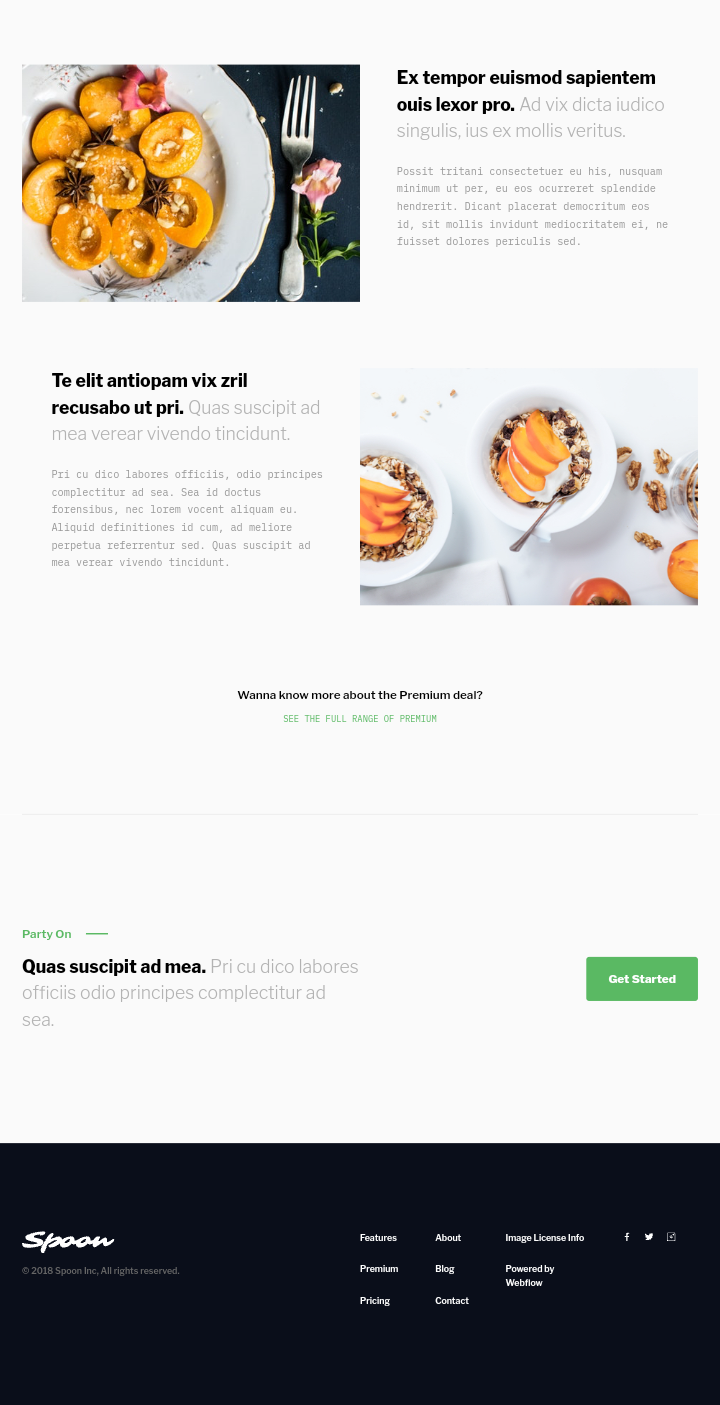 Ex tempor euismod sapientem
ouis lexor pro. Ad vix dicta iudico
singulis, ius ex mollis veritus.
Possit tritani consectetuer eu his, nusquam
minimum ut per, eu eos ocurreret splendide
hendrerit. Dicant placerat democritum eos
id, sit mollis invidunt mediocritatem ei, ne
fuisset dolores periculis sed.
Te elit antiopam vix zril
recusabo ut pri. Quas suscipit ad
mea verear vivendo tincidunt.
Pri cu dico labores officiis, odio principes
complectitur ad sea. Sea id doctus
forensibus, nec lorem vocent aliquam eu.
Aliquid definitiones id cum, ad meliore
perpetua referrentur sed. Quas suscipit ad
mea verear vivendo tincidunt.
Wanna know more about the Premium deal?
SEE THE FULL RANGE OF PREMIUM
Party On
Quas suscipit ad mea. Pri cu dico labores
officiis odio principes complectitur ad
sea.
Get Started
Spoon
© 2018 Spoon Inc, All rights reserved.
Features
Premium
Pricing
About
Blog
Contact
Image License Info
Powered by
Webflow